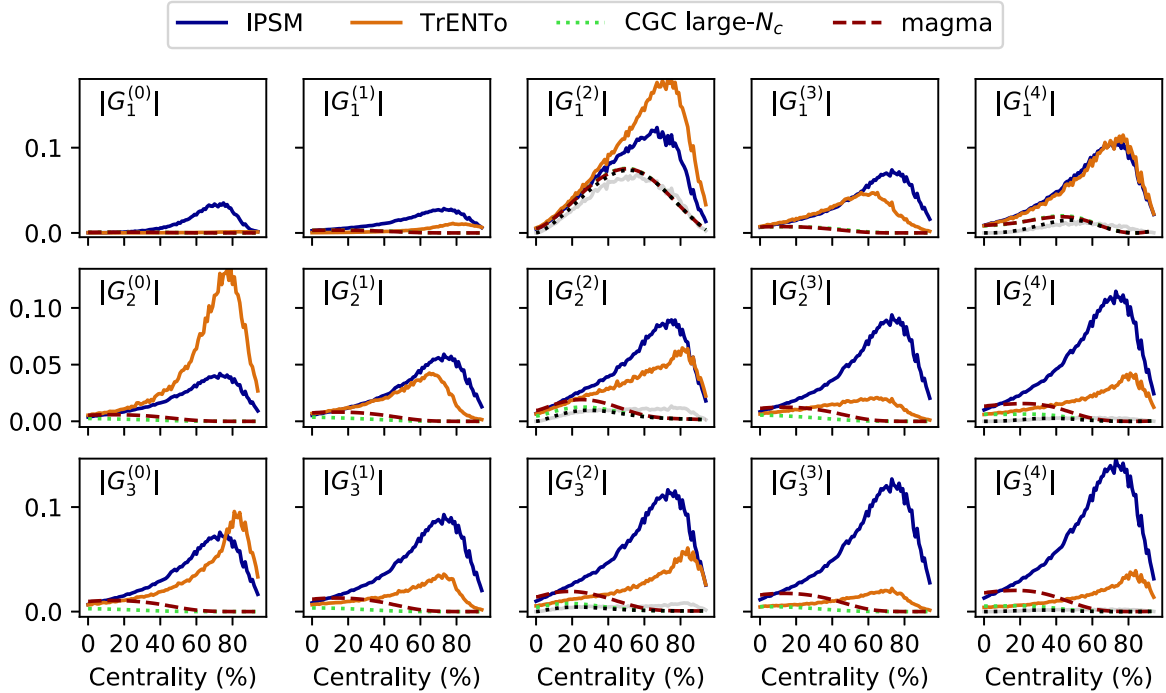 IPSM TrENTo CGC large-$N_c$ magma
$|G_1^{(0)}|$ $|G_1^{(1)}|$ $|G_1^{(2)}|$ $|G_1^{(3)}|$ $|G_1^{(4)}|$
0.1
0.0
$|G_2^{(0)}|$ $|G_2^{(1)}|$ $|G_2^{(2)}|$ $|G_2^{(3)}|$ $|G_2^{(4)}|$
0.10
0.05
0.00
$|G_3^{(0)}|$ $|G_3^{(1)}|$ $|G_3^{(2)}|$ $|G_3^{(3)}|$ $|G_3^{(4)}|$
0.1
0.0
0 20 40 60 80 0 20 40 60 80 0 20 40 60 80 0 20 40 60 80 0 20 40 60 80
Centrality (%) Centrality (%) Centrality (%) Centrality (%) Centrality (%)